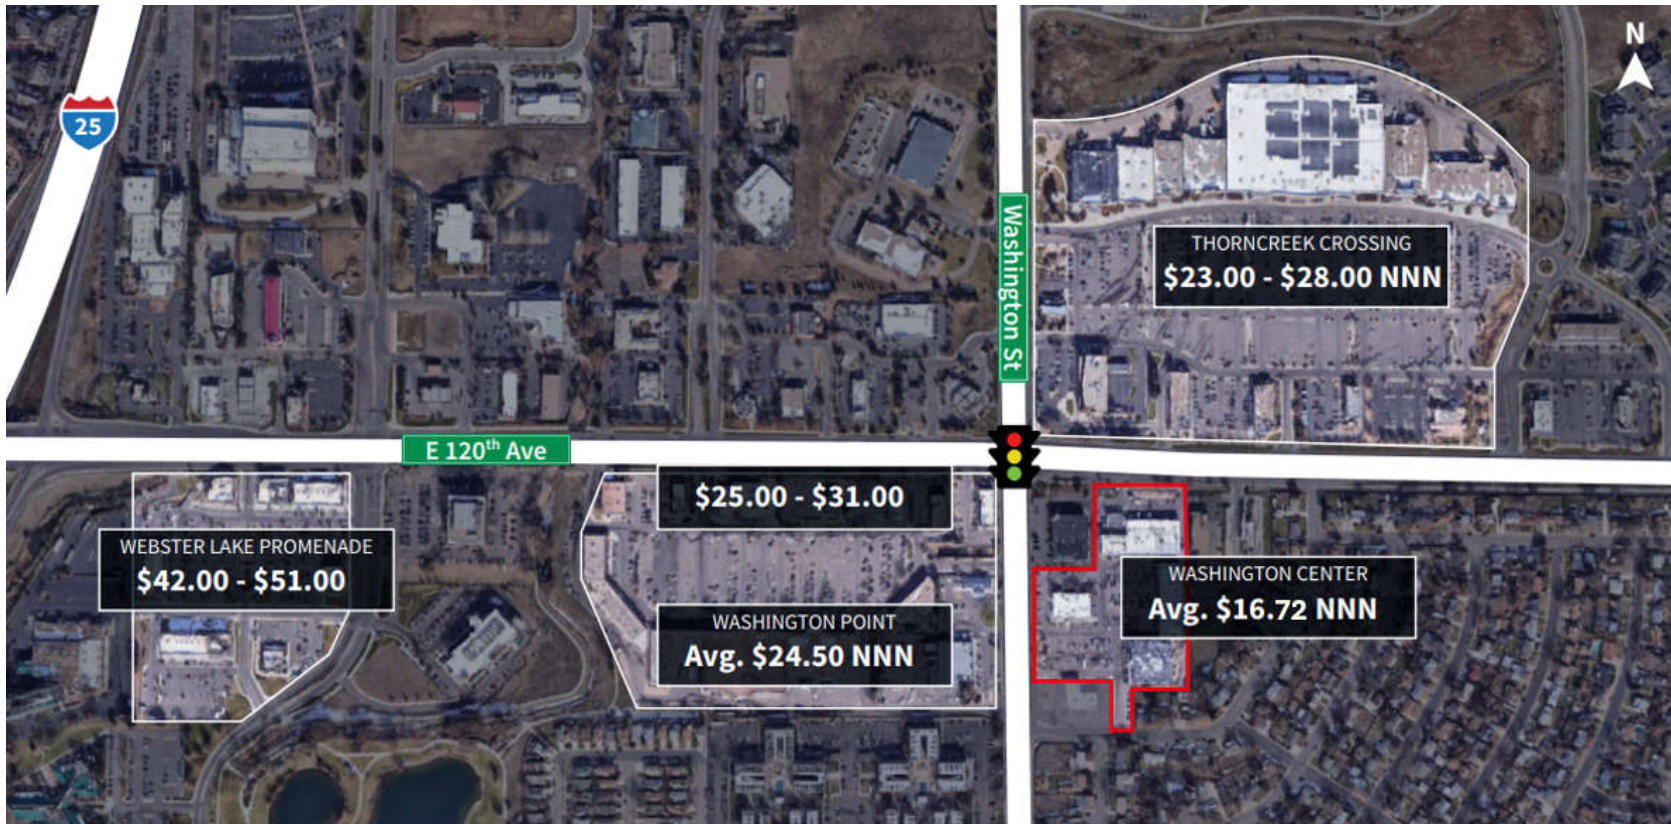 N
25
Washington St
THORNCREEK CROSSING
$23.00 - $28.00 NNN
E 120th Ave
$25.00 - $31.00
WEBSTER LAKE PROMENADE
$42.00 - $51.00
WASHINGTON CENTER
Avg. $16.72 NNN
WASHINGTON POINT
Avg. $24.50 NNN